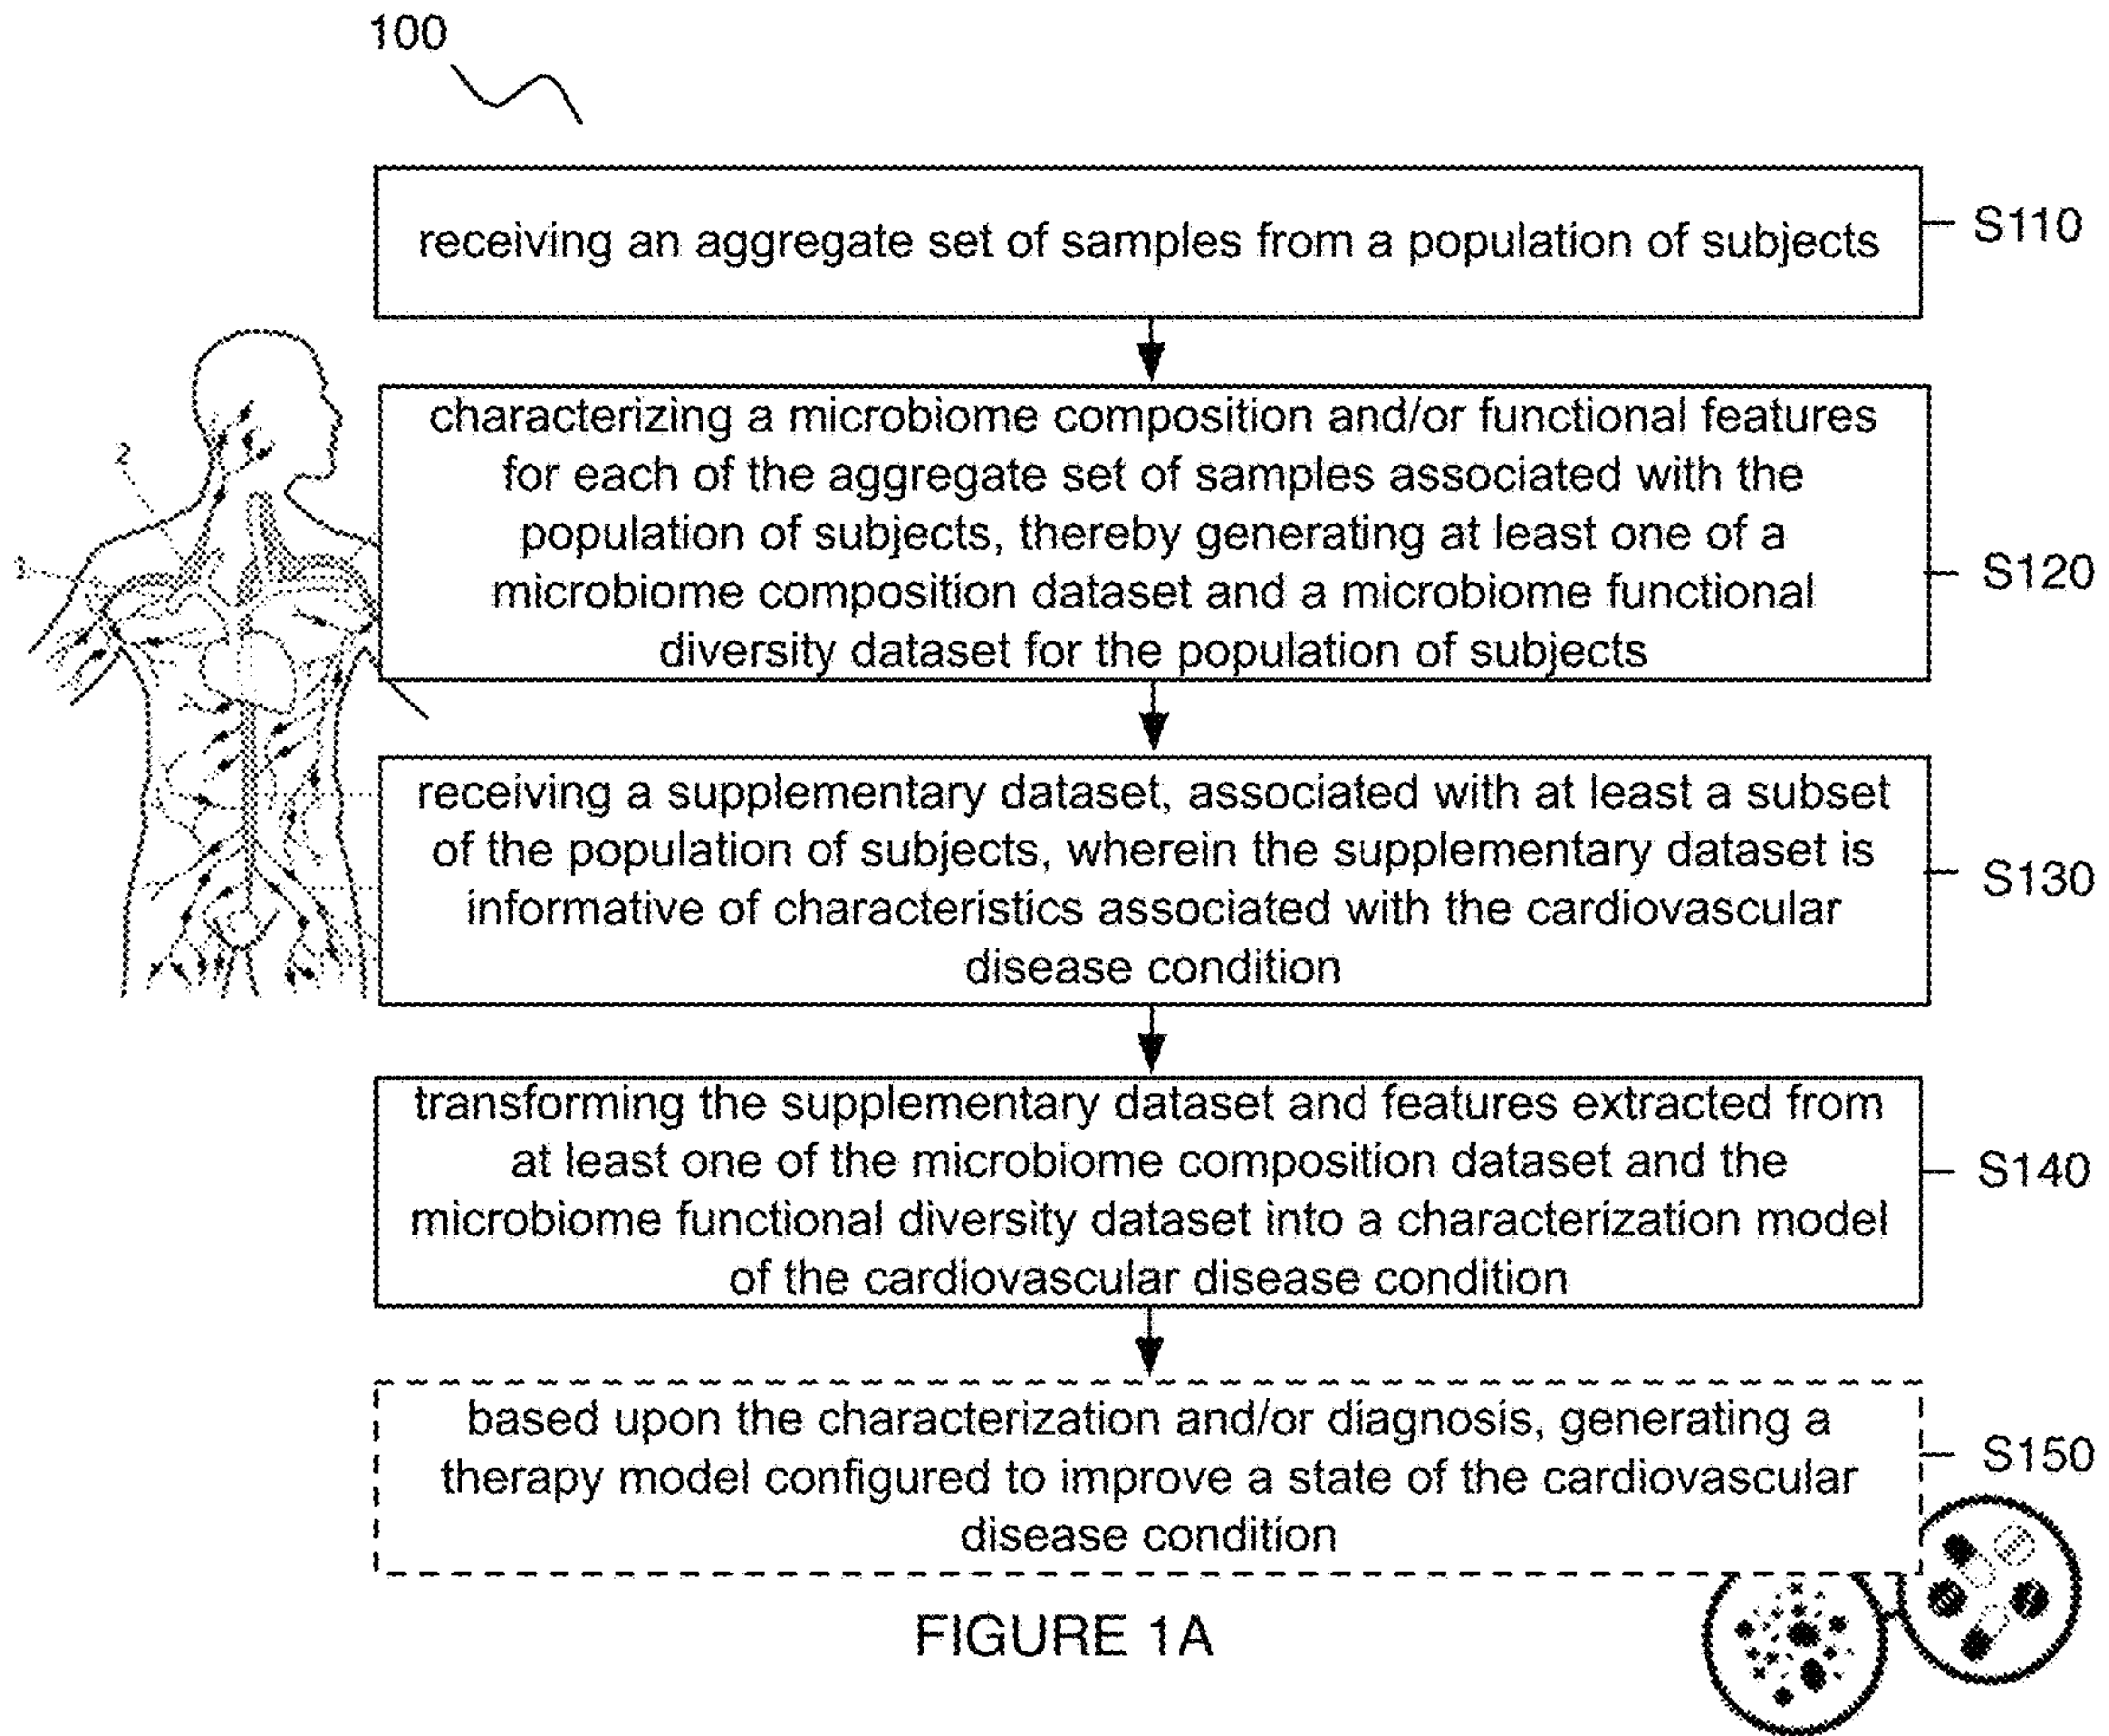 100
receiving an aggregate set of samples from a population of subjects
S110
characterizing a microbiome composition and/or functional features
for each of the aggregate set of samples associated with the
population of subjects, thereby generating at least one of a
microbiome composition dataset and a microbiome functional
diversity dataset for the population of subjects
S120
2
1
receiving a supplementary dataset, associated with at least a subset
of the population of subjects, wherein the supplementary dataset is
informative of characteristics associated with the cardiovascular
disease condition
S130
transforming the supplementary dataset and features extracted from
at least one of the microbiome composition dataset and the
microbiome functional diversity dataset into a characterization model
of the cardiovascular disease condition
S140
based upon the characterization and/or diagnosis, generating a
therapy model configured to improve a state of the cardiovascular
disease condition
S150
FIGURE 1A